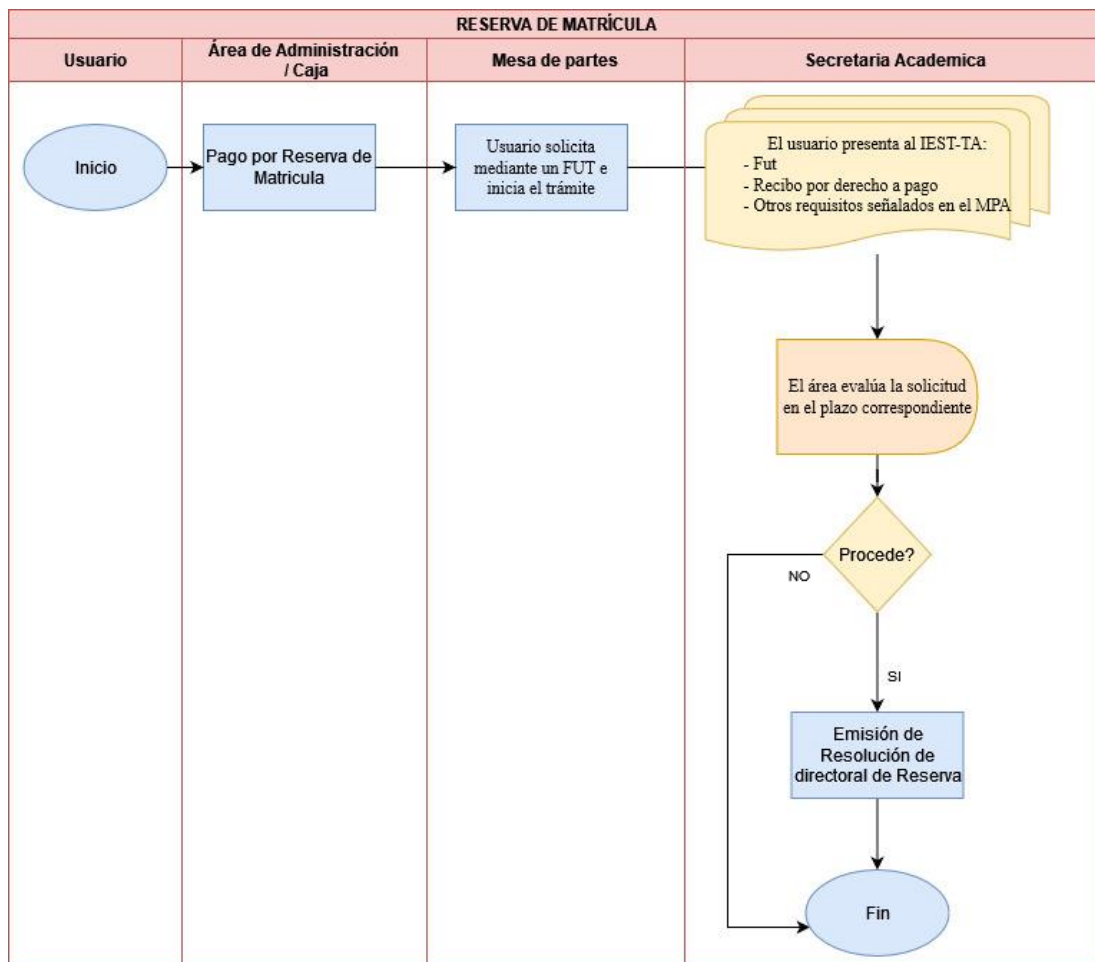 RESERVA DE MATRÍCULA
Usuario
Área de Administración
/ Caja
Mesa de partes
Secretaria Academica
Inicio
Pago por Reserva de
Matricula
Usuario solicita
mediante un FUT e
inicia el trámite
El usuario presenta al IEST-TA:
- Fut
- Recibo por derecho a pago
- Otros requisitos señalados en el MPA
El área evalúa la solicitud
en el plazo correspondiente
Procede?
NO
SI
Emisión de
Resolución de
directoral de Reserva
Fin